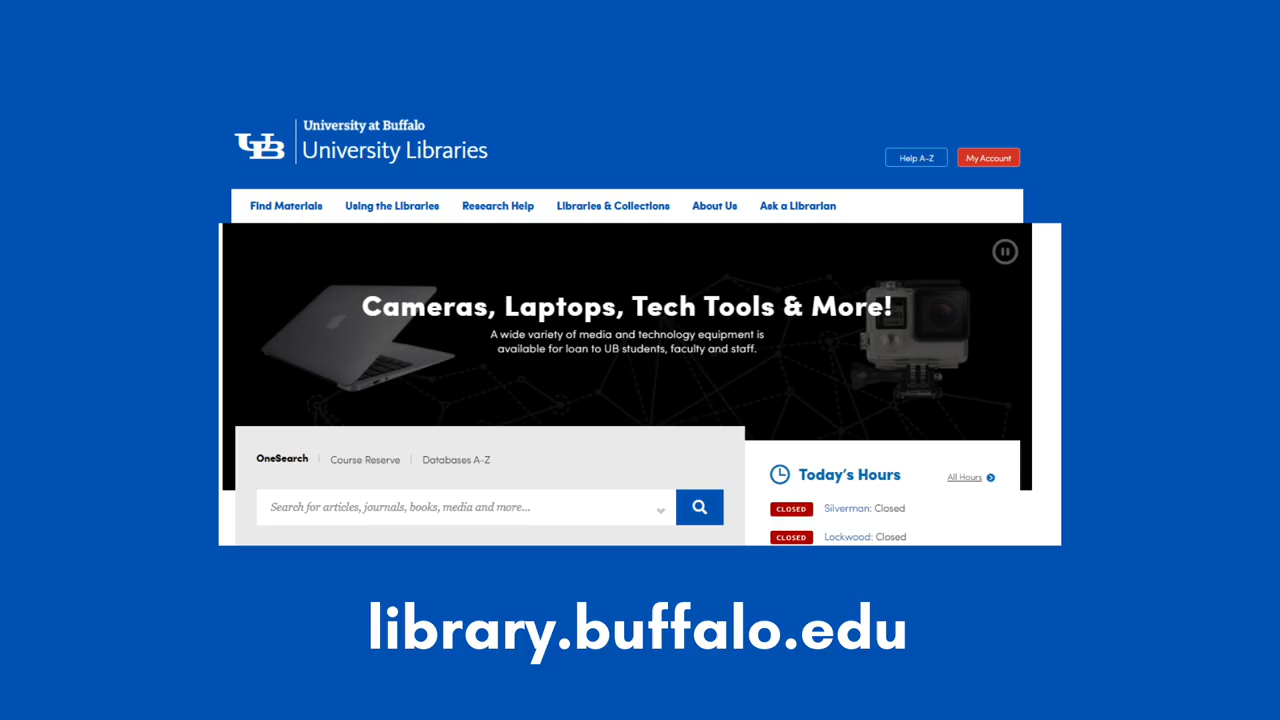 UB
University at Buffalo
University Libraries
Help A-Z
My Account
Find Materials
Using the Libraries
Research Help
Libraries & Collections
About Us
Ask a Librarian
Cameras, Laptops, Tech Tools & More!
A wide variety of media and technology equipment is
available for loan to UB students, faculty and staff.
OneSearch
Course Reserve
Databases A-Z
Search for articles, journals, books, media and more...
Today's Hours
All Hours
CLOSED Silverman: Closed
CLOSED Lockwood: Closed
library.buffalo.edu